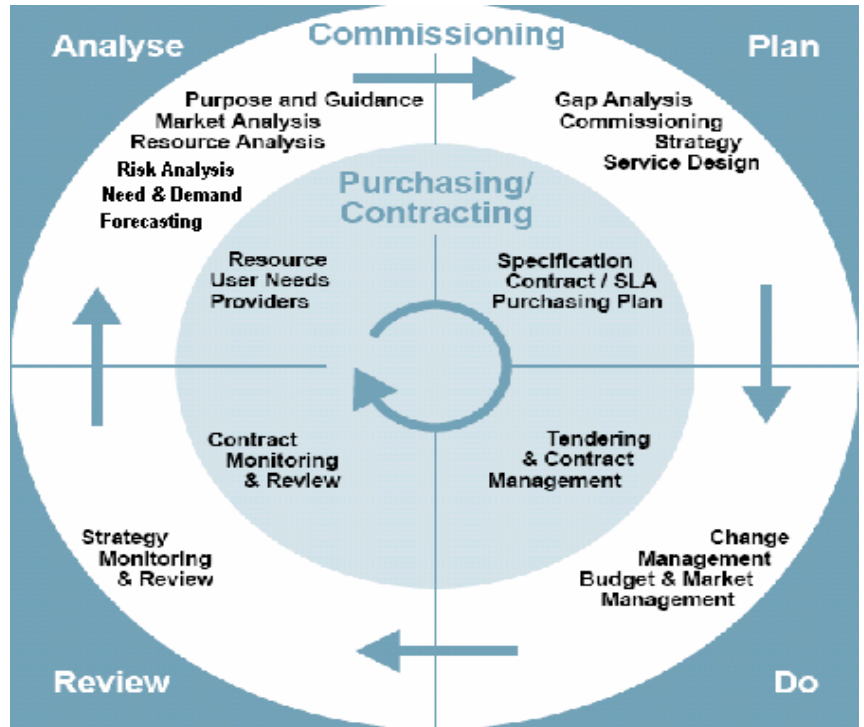 Analyse
Commissioning
Plan
Purpose and Guidance
Market Analysis
Resource Analysis
Risk Analysis
Need & Demand
Forecasting
Gap Analysis
Commissioning
Strategy
Service Design
Purchasing/
Contracting
Resource
User Needs
Providers
Specification
Contract / SLA
Purchasing Plan
Contract
Monitoring
& Review
Tendering
& Contract
Management
Strategy
Monitoring
& Review
Change
Management
Budget & Market
Management
Review
Do